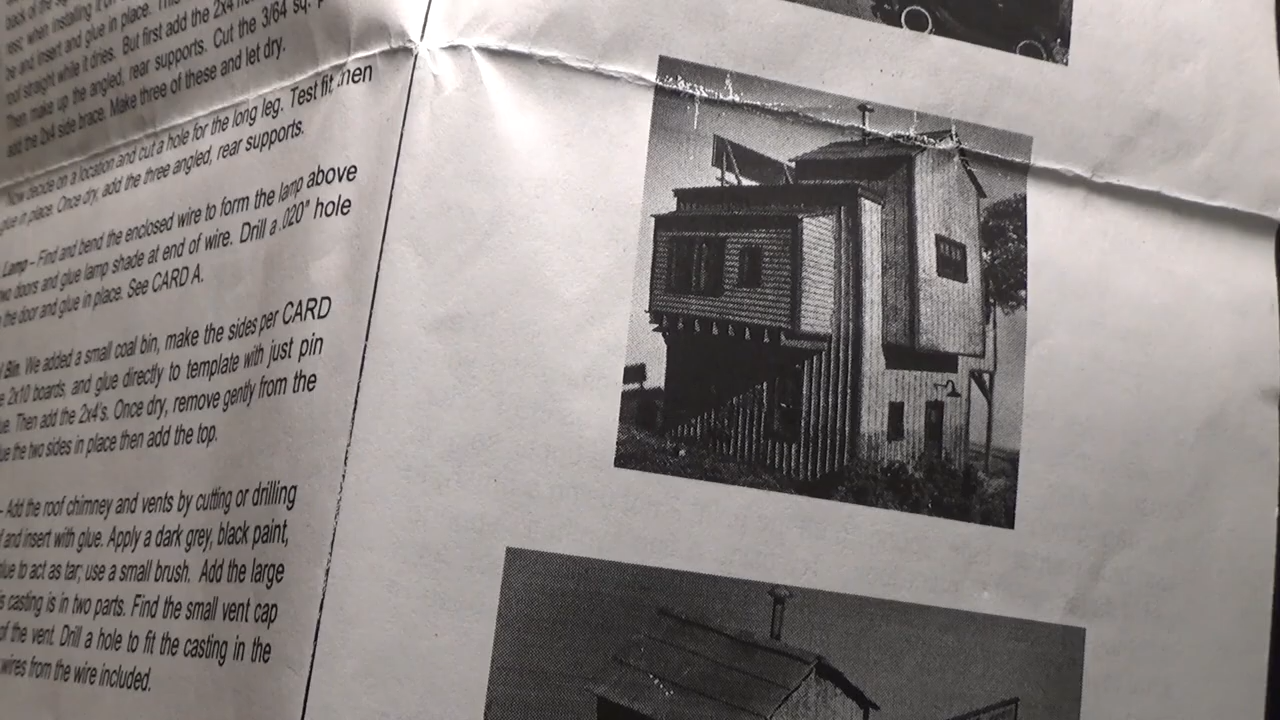 back of the
rest when installing it on
be and insert and glue in place. This
roof straight while it dries. But first add the 2x4
Then make up the angled, rear supports. Cut the 3/64 sq.
add the 2x4 side brace. Make three of these and let dry.
Now decide on a location and cut a hole for the long leg. Test fit then
glue in place. Once dry, add the three angled, rear supports.
Lamp – Find and bend the enclosed wire to form the lamp above
two doors and glue lamp shade at end of wire. Drill a .020" hole
the door and glue in place. See CARD A.
Bin. We added a small coal bin, make the sides per CARD
2x10 boards, and glue directly to template with just pin
Then add the 2x4's. Once dry, remove gently from the
the two sides in place then add the top.
– Add the roof chimney and vents by cutting or drilling
and insert with glue. Apply a dark grey, black paint,
to act as tar; use a small brush. Add the large
casting is in two parts. Find the small vent cap
of the vent. Drill a hole to fit the casting in the
wires from the wire included.